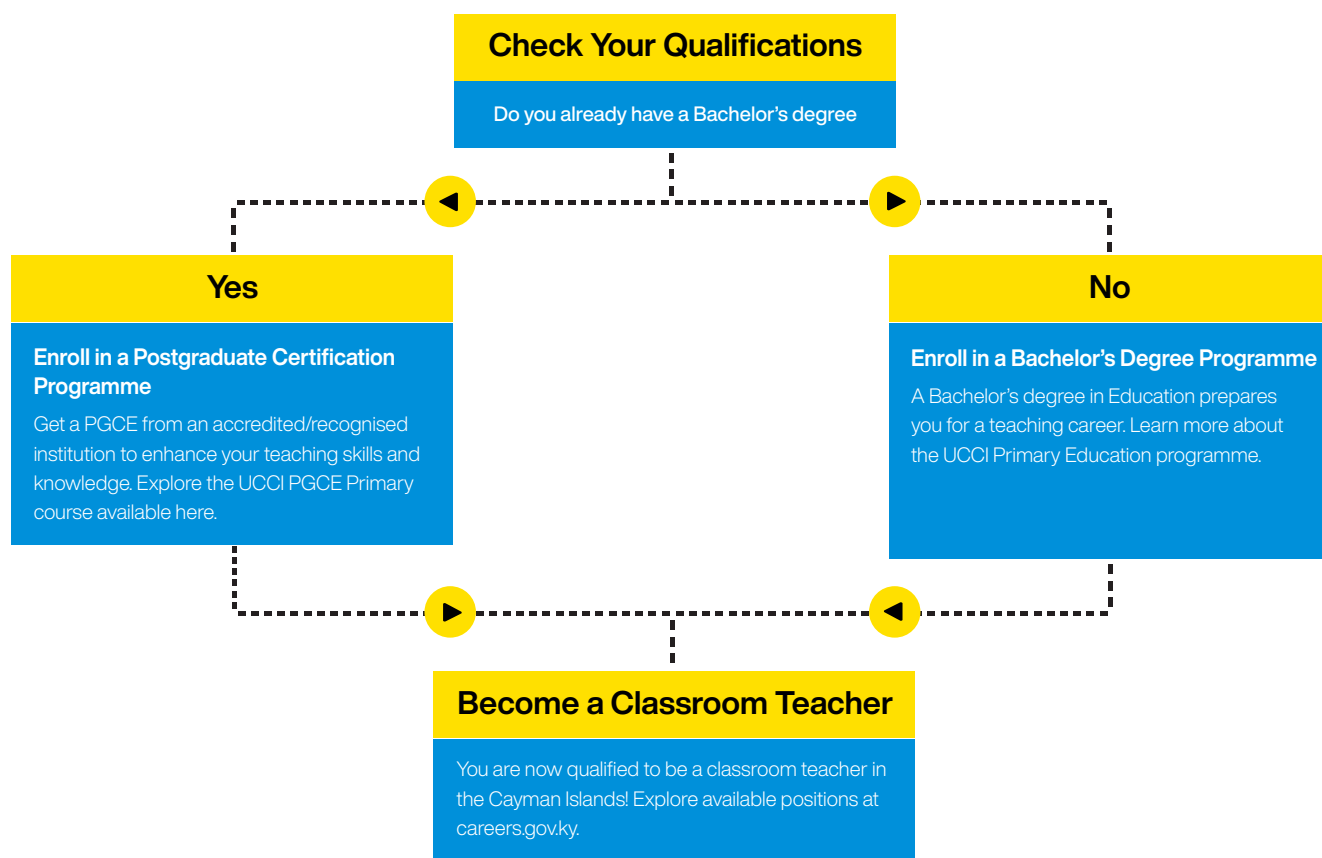 Check Your Qualifications
Do you already have a Bachelor's degree
Yes
Enroll in a Postgraduate Certification
Programme
Get a PGCE from an accredited/recognised
institution to enhance your teaching skills and
knowledge. Explore the UCCI PGCE Primary
course available here.
No
Enroll in a Bachelor's Degree Programme
A Bachelor's degree in Education prepares
you for a teaching career. Learn more about
the UCCI Primary Education programme.
Become a Classroom Teacher
You are now qualified to be a classroom teacher in
the Cayman Islands! Explore available positions at
careers.gov.ky.